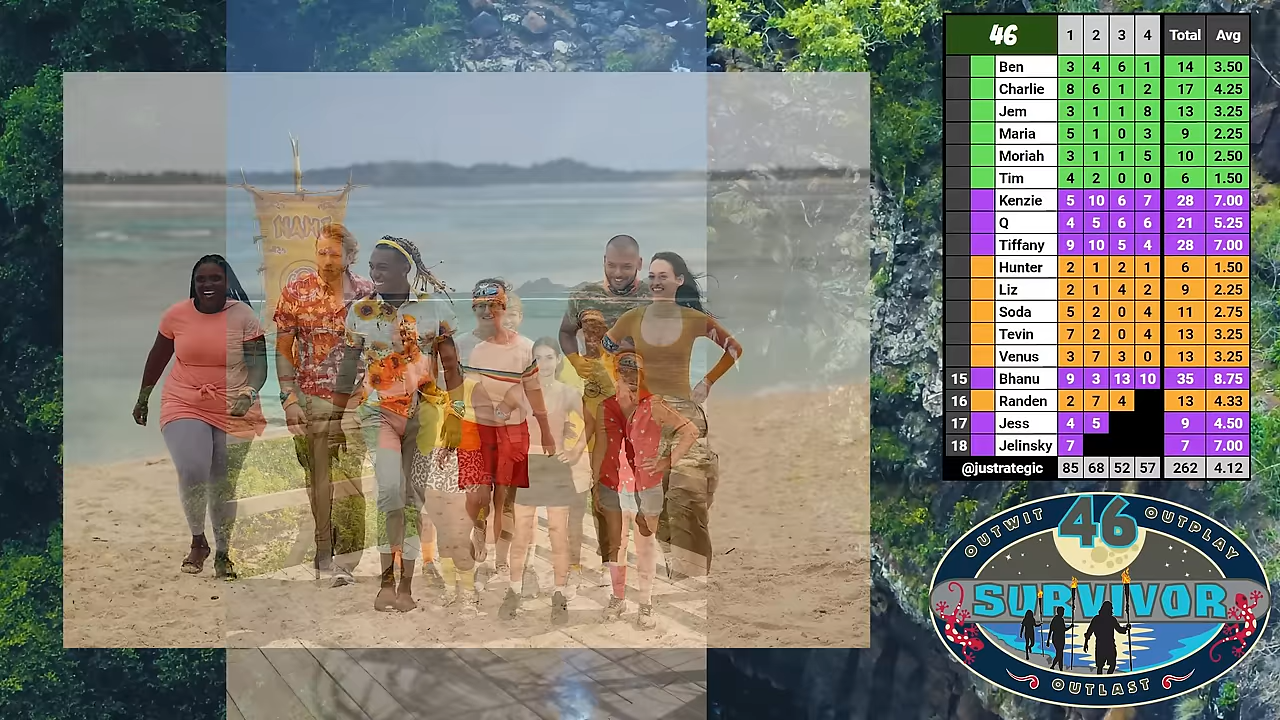 NAMI
46 1 2 3 4 Total Avg
Ben 3 4 6 1 14 3.50
Charlie 8 6 1 2 17 4.25
Jem 3 1 1 8 13 3.25
Maria 5 1 0 3 9 2.25
Moriah 3 1 1 5 10 2.50
Tim 4 2 0 0 6 1.50
Kenzie 5 10 6 7 28 7.00
Q 4 5 6 6 21 5.25
Tiffany 9 10 5 4 28 7.00
Hunter 2 1 2 1 6 1.50
Liz 2 1 4 2 9 2.25
Soda 5 2 0 4 11 2.75
Tevin 7 2 0 4 13 3.25
Venus 3 7 3 0 13 3.25
15 Bhanu 9 3 13 10 35 8.75
16 Randen 2 7 4 13 4.33
17 Jess 4 5 9 4.50
18 Jelinsky 7 7 7.00
@justrategic 85 68 52 57 262 4.12
OUTWIT 46 OUTPLAY
SURVIVOR
OUTLAST